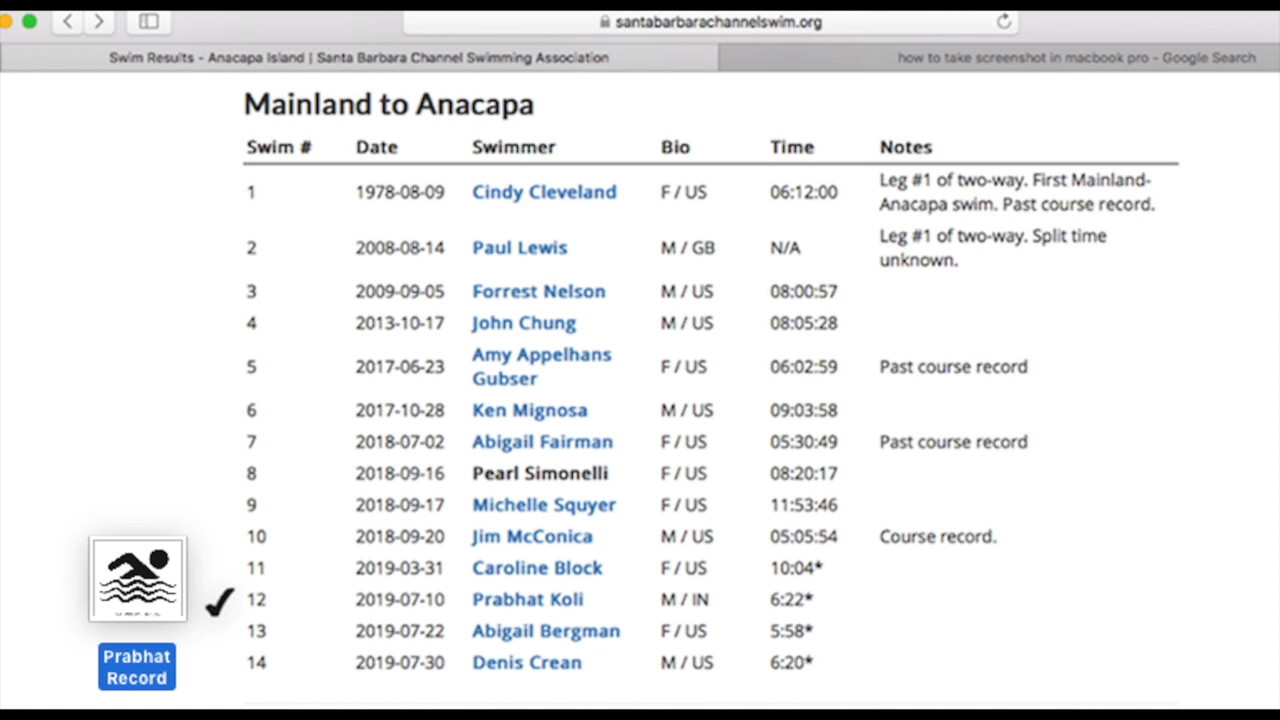 santabarbarachannelswim.org
Swim Results - Anacapa Island | Santa Barbara Channel Swimming Association
how to take screenshot in macbook pro - Google Search
Mainland to Anacapa
Swim # Date Swimmer Bio Time Notes
1 1978-08-09 Cindy Cleveland F / US 06:12:00 Leg #1 of two-way. First Mainland-
Anacapa swim. Past course record.
2 2008-08-14 Paul Lewis M / GB N/A Leg #1 of two-way. Split time
unknown.
3 2009-09-05 Forrest Nelson M / US 08:00:57
4 2013-10-17 John Chung M / US 08:05:28
5 2017-06-23 Amy Appelhans
Gubser F / US 06:02:59 Past course record
6 2017-10-28 Ken Mignosa M / US 09:03:58
7 2018-07-02 Abigail Fairman F / US 05:30:49 Past course record
8 2018-09-16 Pearl Simonelli F / US 08:20:17
9 2018-09-17 Michelle Squyer F / US 11:53:46
10 2018-09-20 Jim McConica M / US 05:05:54 Course record.
11 2019-03-31 Caroline Block F / US 10:04*
12 2019-07-10 Prabhat Koli M / IN 6:22*
13 2019-07-22 Abigail Bergman F / US 5:58*
14 2019-07-30 Denis Crean M / US 6:20*
Prabhat
Record